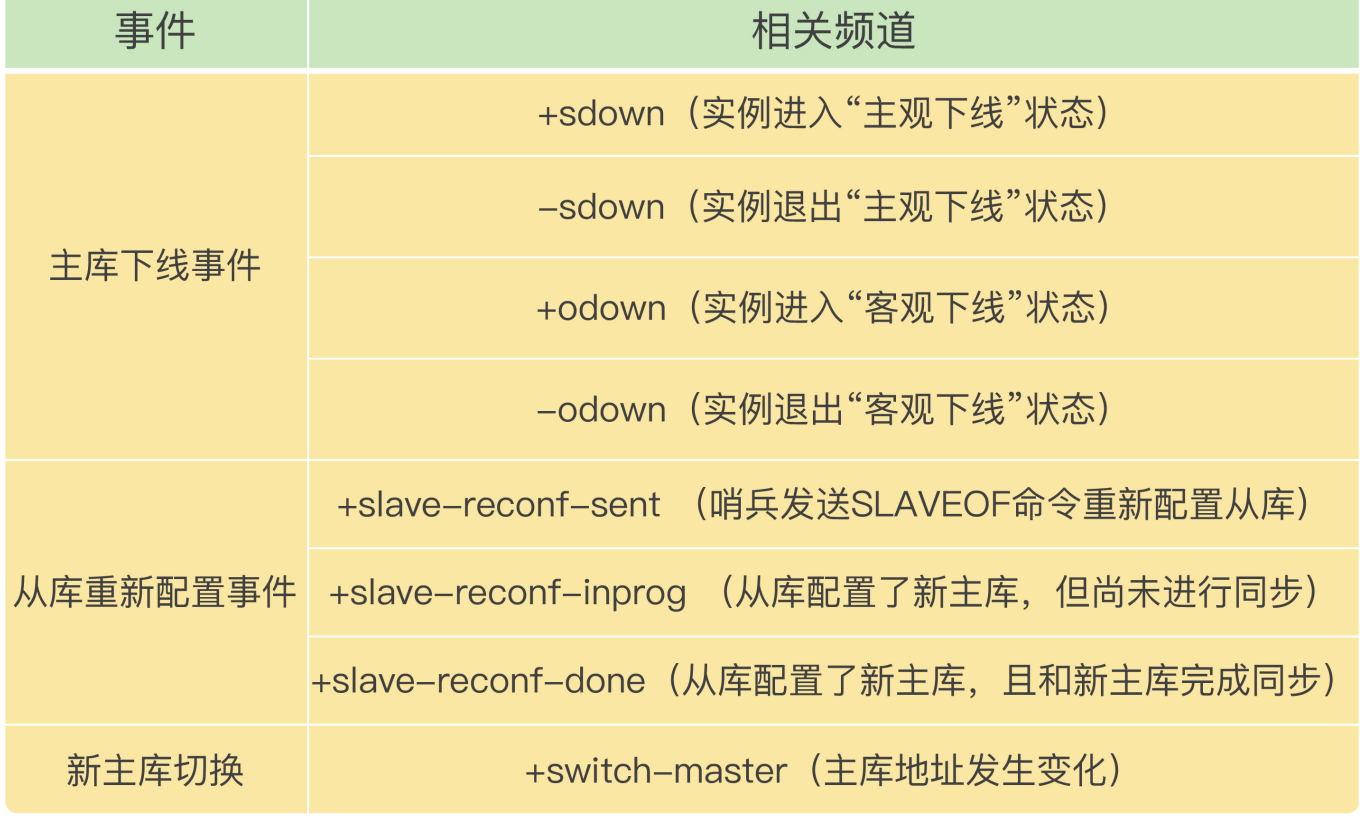 事件
相关频道
主库下线事件
+sdown（实例进入“主观下线”状态）
–sdown（实例退出“主观下线”状态）
+odown（实例进入“客观下线”状态）
–odown（实例退出“客观下线”状态）
从库重新配置事件
+slave–reconf–sent （哨兵发送SLAVEOF命令重新配置从库）
+slave–reconf–inprog （从库配置了新主库，但尚未进行同步）
+slave–reconf–done（从库配置了新主库，且和新主库完成同步）
新主库切换
+switch–master（主库地址发生变化）